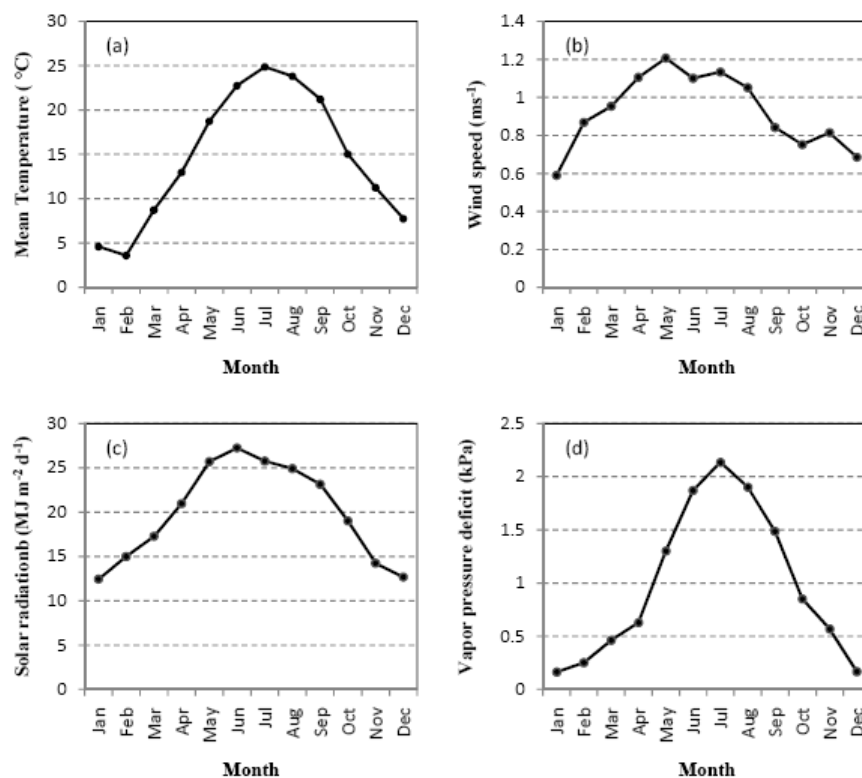 (a)
Mean Temperature ( °C)
30
25
20
15
10
5
0
Jan
Feb
Mar
Apr
May
Jun
Jul
Aug
Sep
Oct
Nov
Dec
Month
(b)
Wind speed (ms⁻¹)
1.4
1.2
1
0.8
0.6
0.4
0.2
0
Jan
Feb
Mar
Apr
May
Jun
Jul
Aug
Sep
Oct
Nov
Dec
Month
(c)
Solar radiationb (MJ m⁻² d⁻¹)
30
25
20
15
10
5
0
Jan
Feb
Mar
Apr
May
Jun
Jul
Aug
Sep
Oct
Nov
Dec
Month
(d)
Vapor pressure deficit (kPa)
2.5
2
1.5
1
0.5
0
Jan
Feb
Mar
Apr
May
Jun
Jul
Aug
Sep
Oct
Nov
Dec
Month